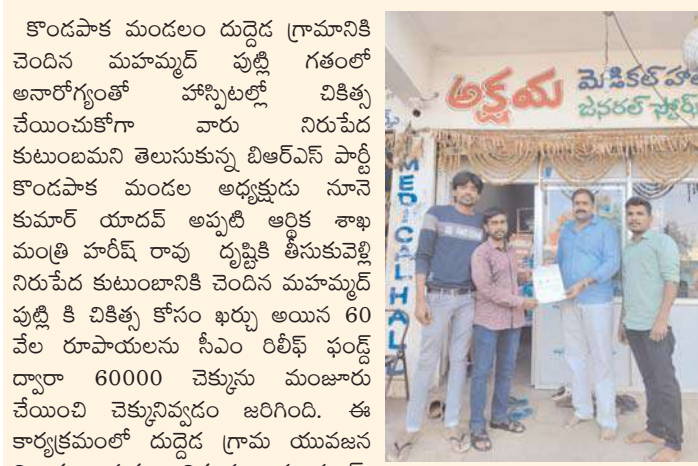 కొండపాక మండలం దుద్దెడ గ్రామానికి
చెందిన మహమ్మద్ పుట్లి గతంలో
అనారోగ్యంతో హాస్పిటల్లో చికిత్స
చేయించుకోగా వారు నిరుపేద
కుటుంబమని తెలుసుకున్న బిఆర్ఎస్ పార్టీ
కొండపాక మండల అధ్యక్షుడు నూనె
కుమార్ యాదవ్ అప్పటి ఆర్థిక శాఖ
మంత్రి హరీష్ రావు దృష్టికి తీసుకువెళ్లి
నిరుపేద కుటుంబానికి చెందిన మహమ్మద్
పుట్లి కి చికిత్స కోసం ఖర్చు అయిన 60
వేల రూపాయలను సీఎం రిలీఫ్ ఫండ్
ద్వారా 60000 చెక్కును మంజూరు
చేయించి చెక్కునివ్వడం జరిగింది. ఈ
కార్యక్రమంలో దుద్దెడ గ్రామ యువజన
అక్షయ
మెడికల్ హా
జనరల్ స్టోర్
MEDICAL HALL